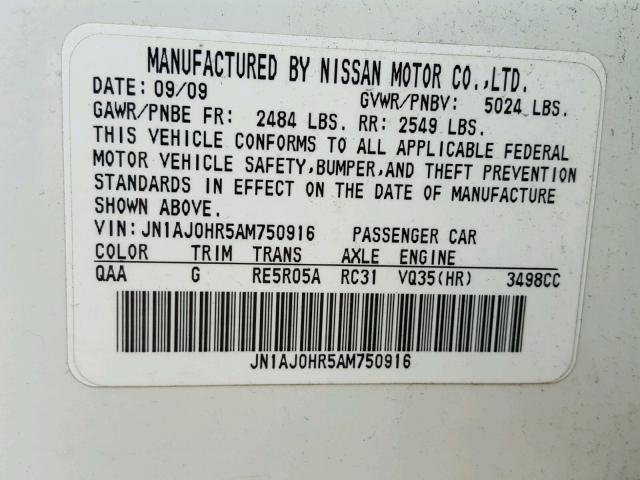 MANUFACTURED BY NISSAN MOTOR CO.,LTD.
DATE: 09/09 GVWR/PNBV: 5024 LBS.
GAWR/PNBE FR: 2484 LBS. RR: 2549 LBS.
THIS VEHICLE CONFORMS TO ALL APPLICABLE FEDERAL
MOTOR VEHICLE SAFETY,BUMPER,AND THEFT PREVENTION
STANDARDS IN EFFECT ON THE DATE OF MANUFACTURE
SHOWN ABOVE.
VIN:JN1AJ0HR5AM750916 PASSENGER CAR
COLOR TRIM TRANS AXLE ENGINE
QAA G RE5R05A RC31 VQ35(HR) 3498CC
JN1AJ0HR5AM750916